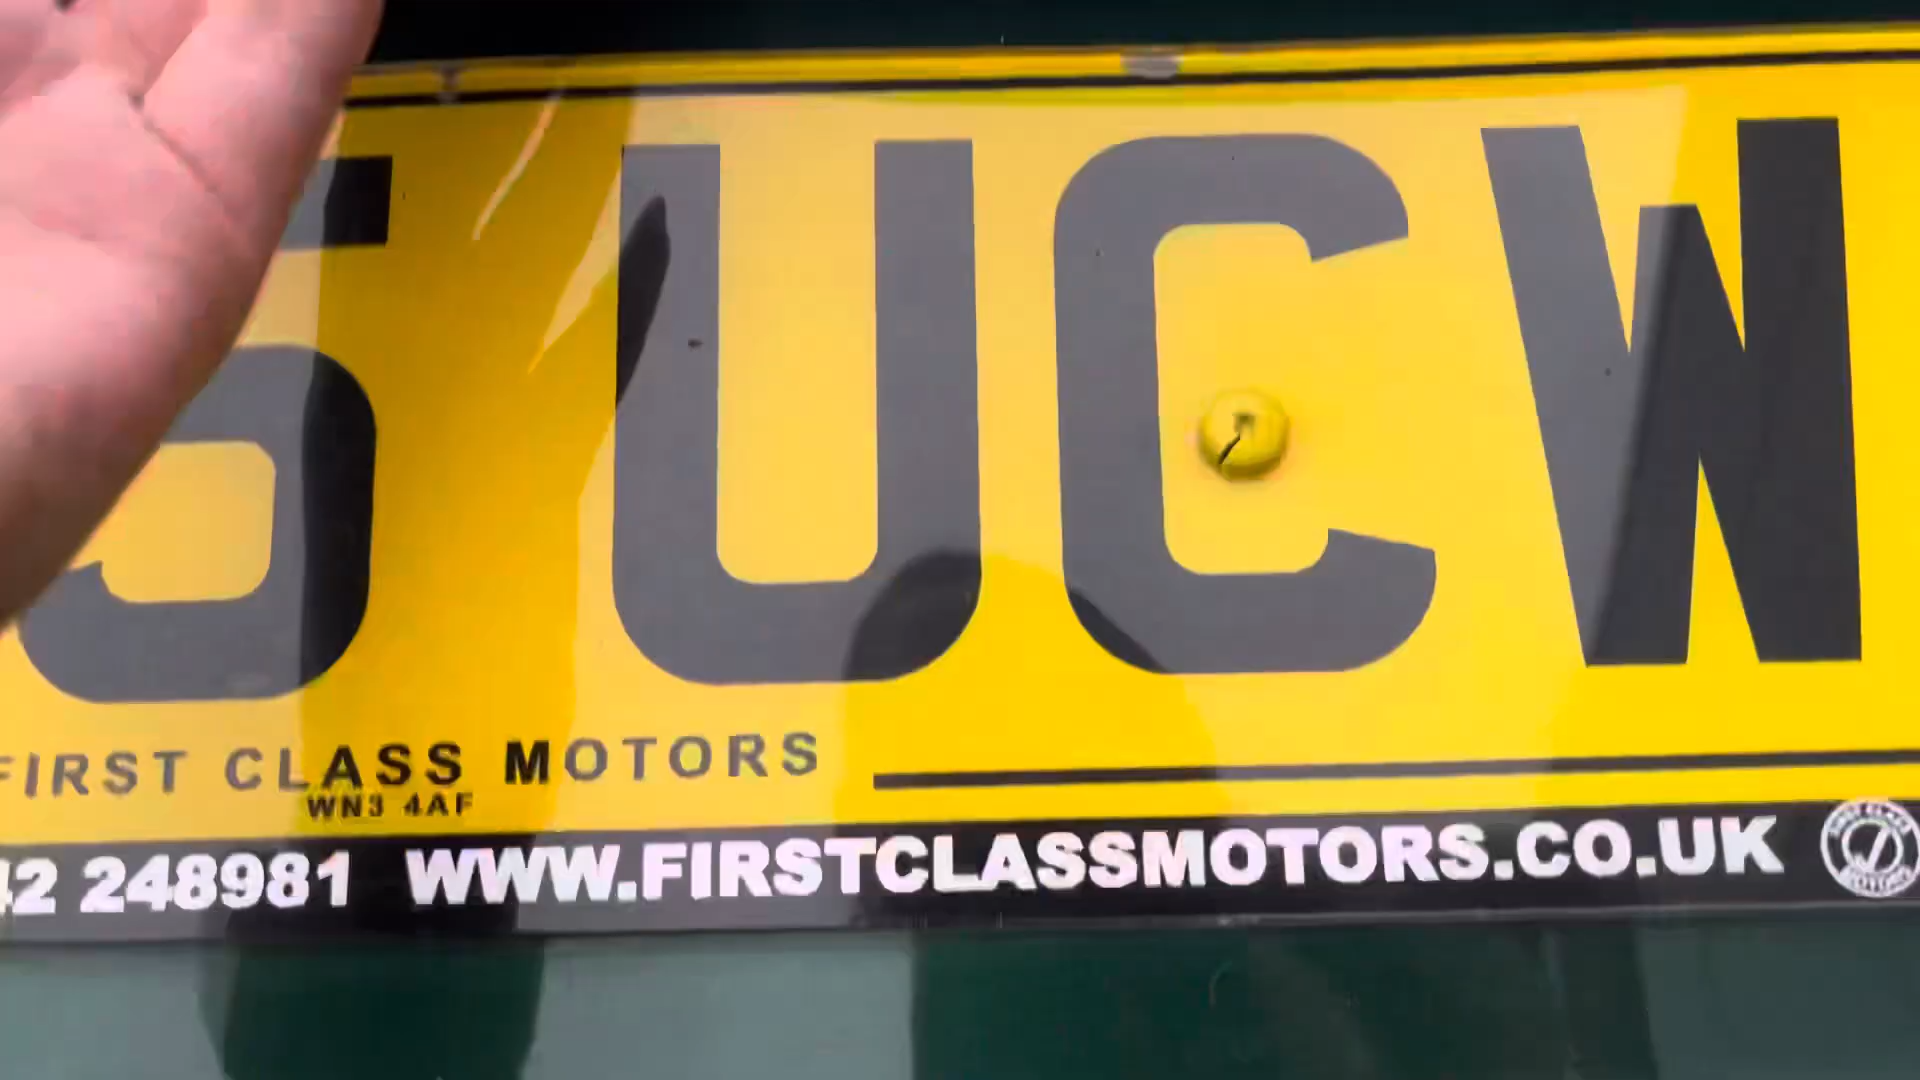 5 UCW
FIRST CLASS MOTORS
WN3 4AF
42 248981 WWW.FIRSTCLASSMOTORS.CO.UK